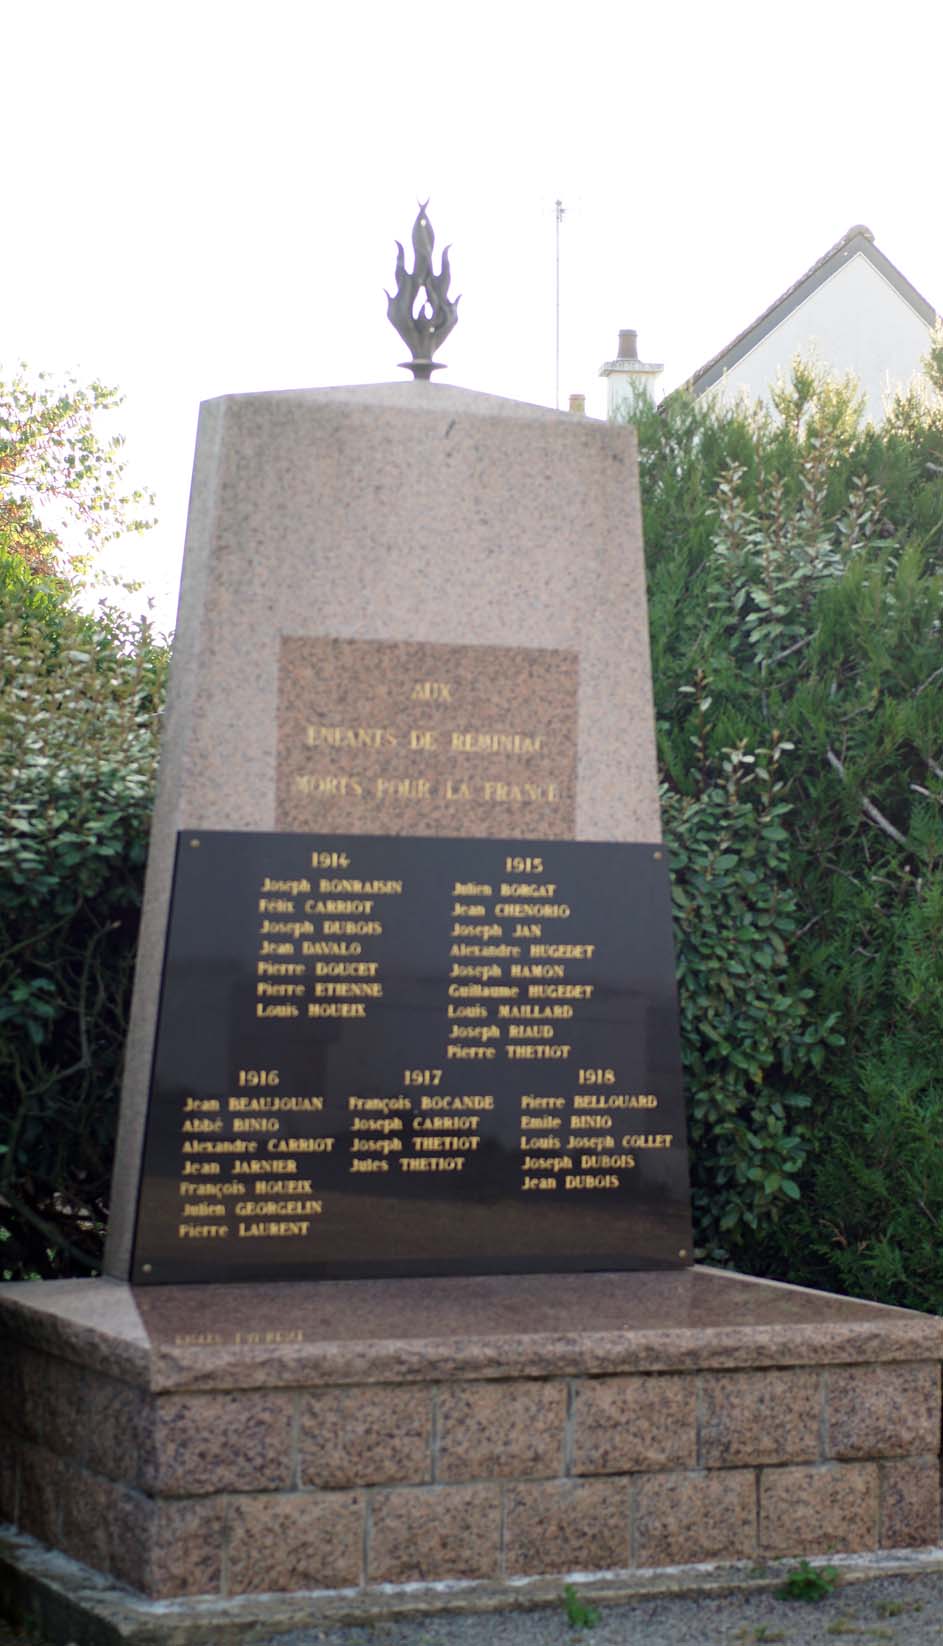 AUX
ENFANTS DE REMINIAC
MORTS POUR LA FRANCE
1914
Joseph BONRAISIN
Félix CARRIOT
Joseph DUBOIS
Jean DAVALO
Pierre DOUCET
Pierre ETIENNE
Louis HOUEIX
1915
Julien BORGAT
Jean CHENORIO
Joseph JAN
Alexandre HUGEDET
Joseph HAMON
Guillaume HUGEDET
Louis MAILLARD
Joseph RIAUD
Pierre THETIOT
1916
Jean BEAUJOUAN
Abbé BINIO
Alexandre CARRIOT
Jean JARNIER
François HOUEIX
Julien GEORGELIN
Pierre LAURENT
1917
François BOCANDE
Joseph CARRIOT
Joseph THETIOT
Jules THETIOT
1918
Pierre BELLOUARD
Emile BINIO
Louis Joseph COLLET
Joseph DUBOIS
Jean DUBOIS